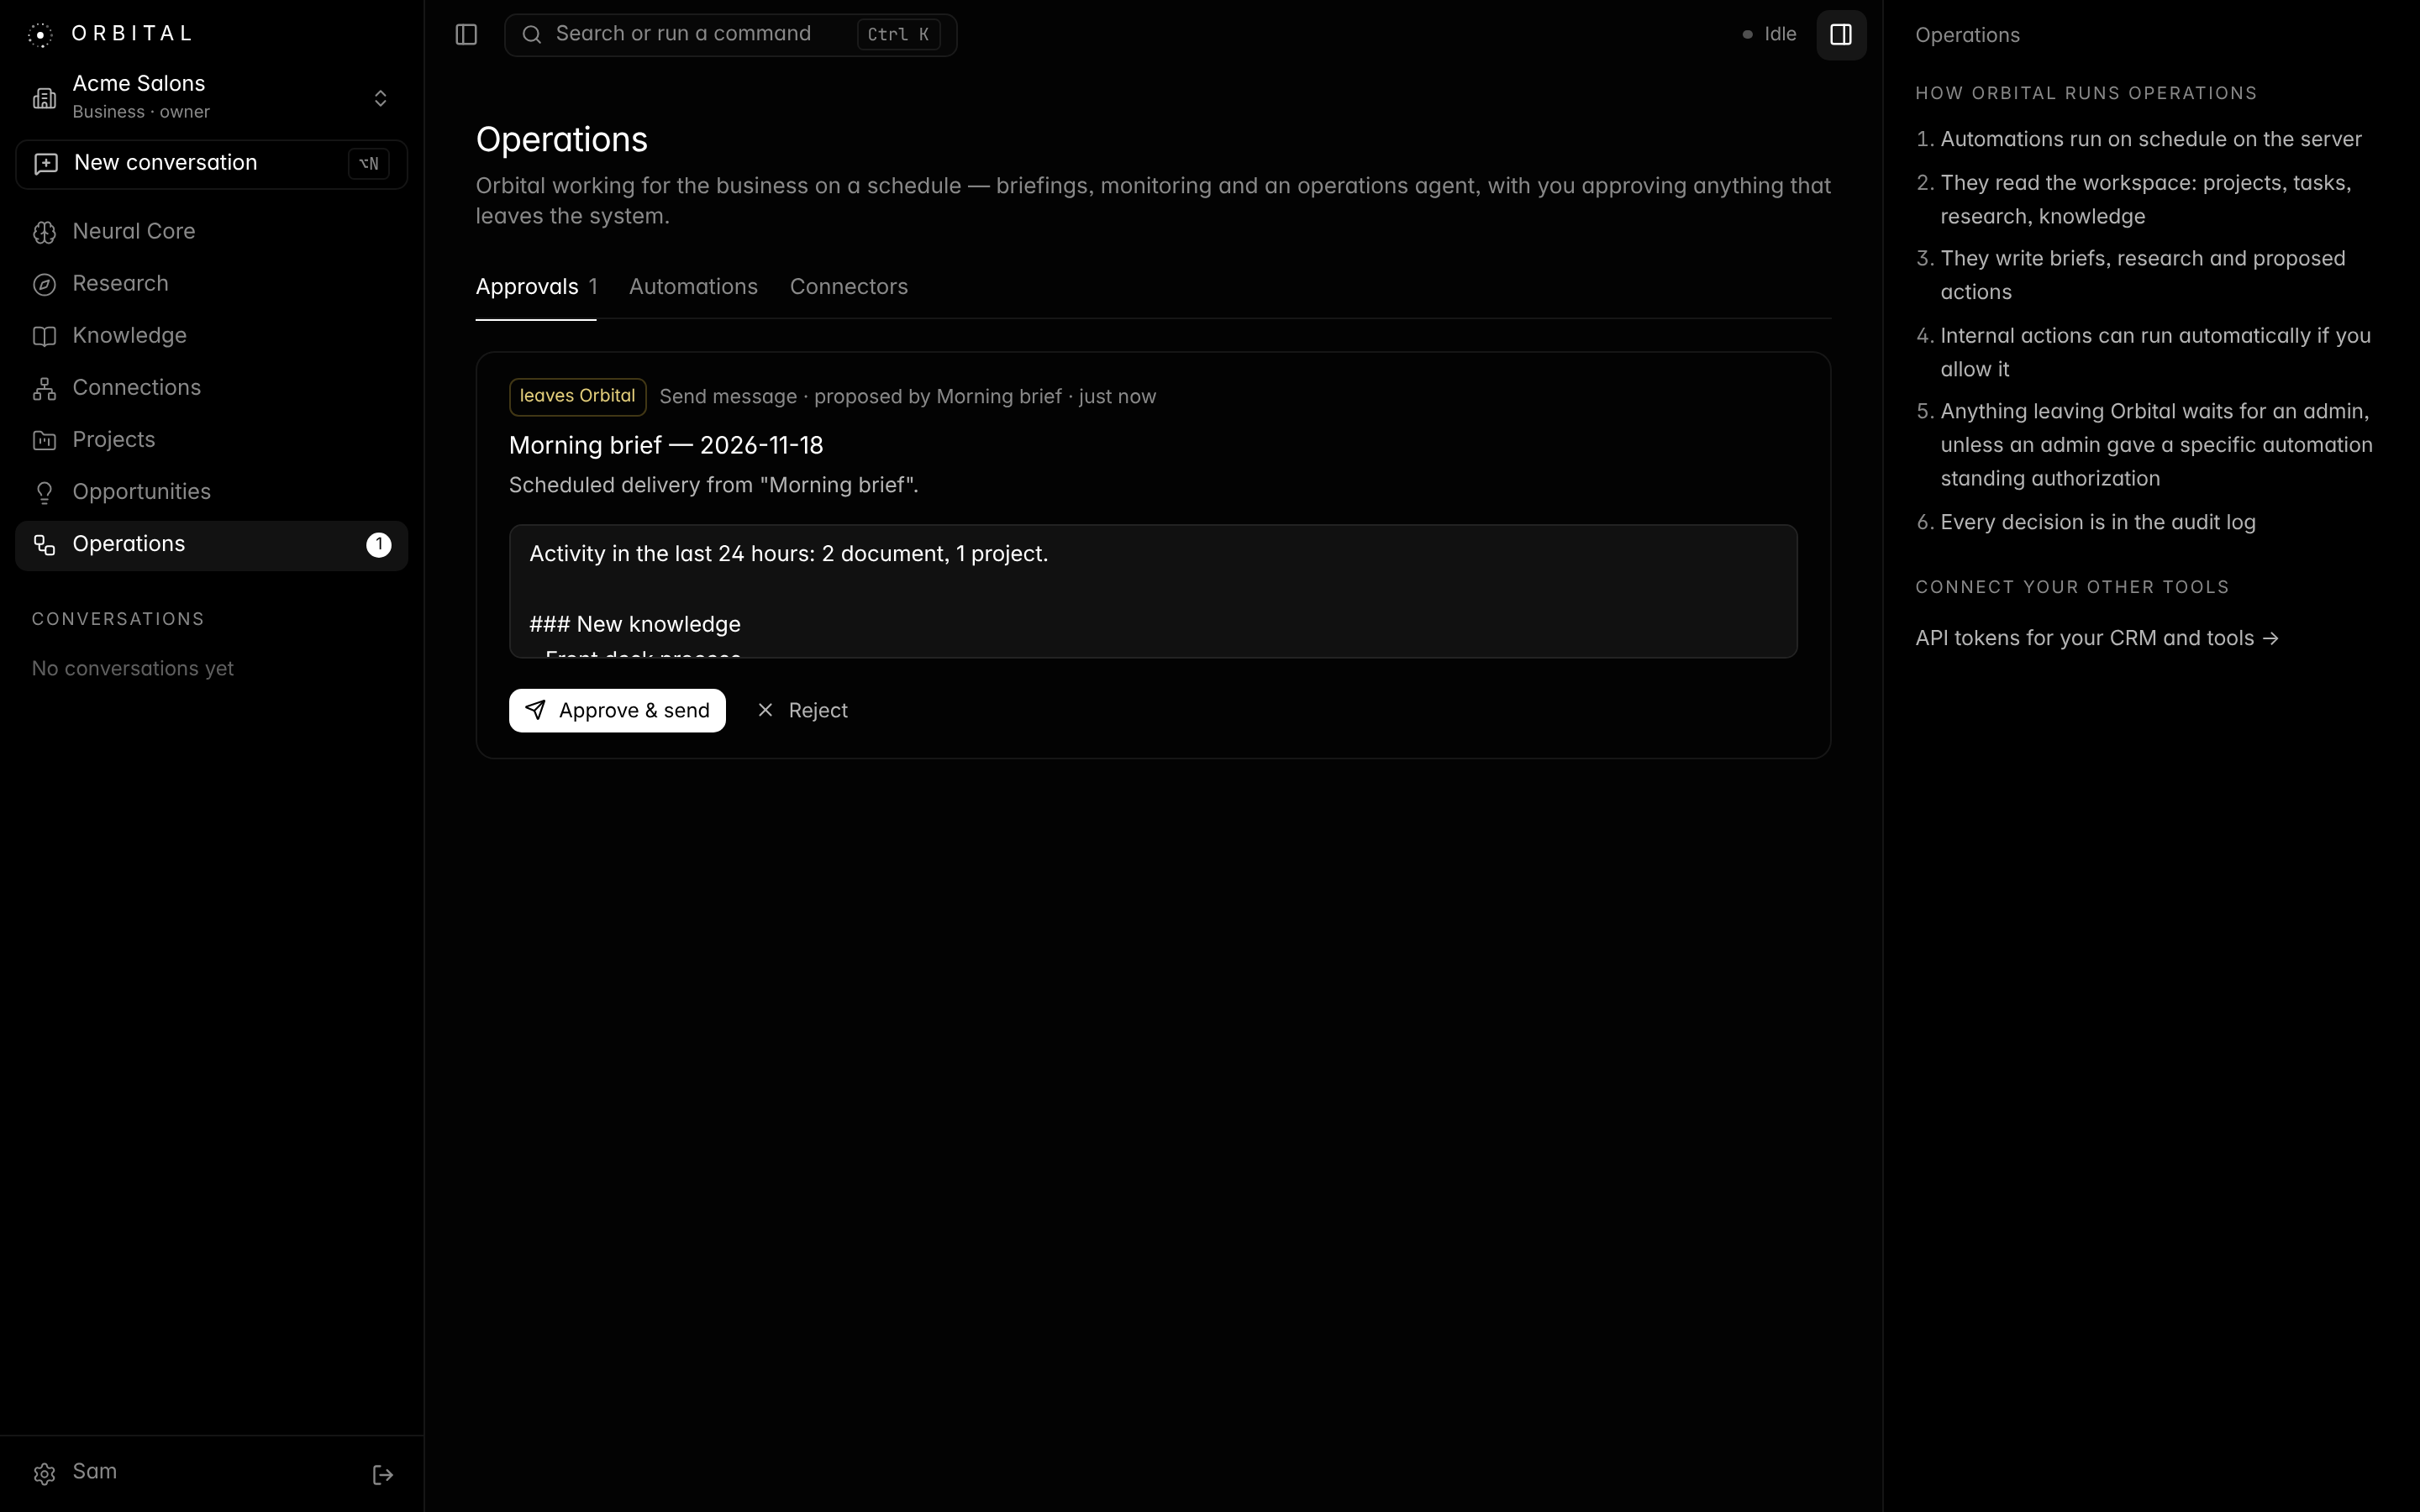 ORBITAL
Acme Salons
Business · owner
New conversation ⌥N
Neural Core
Research
Knowledge
Connections
Projects
Opportunities
Operations 1
CONVERSATIONS
No conversations yet
Sam
Search or run a command Ctrl K
Idle
Operations
Orbital working for the business on a schedule — briefings, monitoring and an operations agent, with you approving anything that
leaves the system.
Approvals 1 Automations Connectors
leaves Orbital Send message · proposed by Morning brief · just now
Morning brief — 2026-11-18
Scheduled delivery from "Morning brief".
Activity in the last 24 hours: 2 document, 1 project.
### New knowledge
- Front desk process
Approve & send Reject
Operations
HOW ORBITAL RUNS OPERATIONS
1. Automations run on schedule on the server
2. They read the workspace: projects, tasks,
research, knowledge
3. They write briefs, research and proposed
actions
4. Internal actions can run automatically if you
allow it
5. Anything leaving Orbital waits for an admin,
unless an admin gave a specific automation
standing authorization
6. Every decision is in the audit log
CONNECT YOUR OTHER TOOLS
API tokens for your CRM and tools →